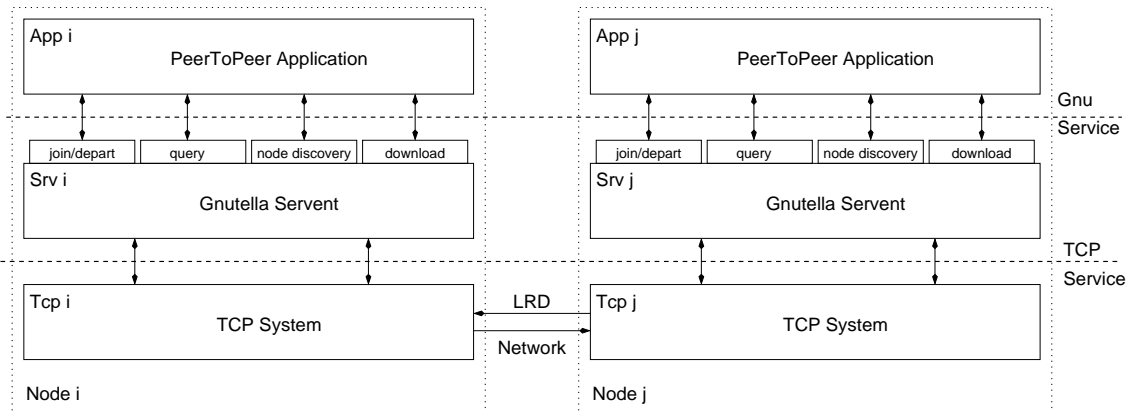 App i
PeerToPeer Application
App j
PeerToPeer Application
Gnu
Service
join/depart
query
node discovery
download
join/depart
query
node discovery
download
Srv i
Gnutella Servent
Srv j
Gnutella Servent
TCP
Service
Tcp i
TCP System
LRD
Network
Tcp j
TCP System
Node i
Node j